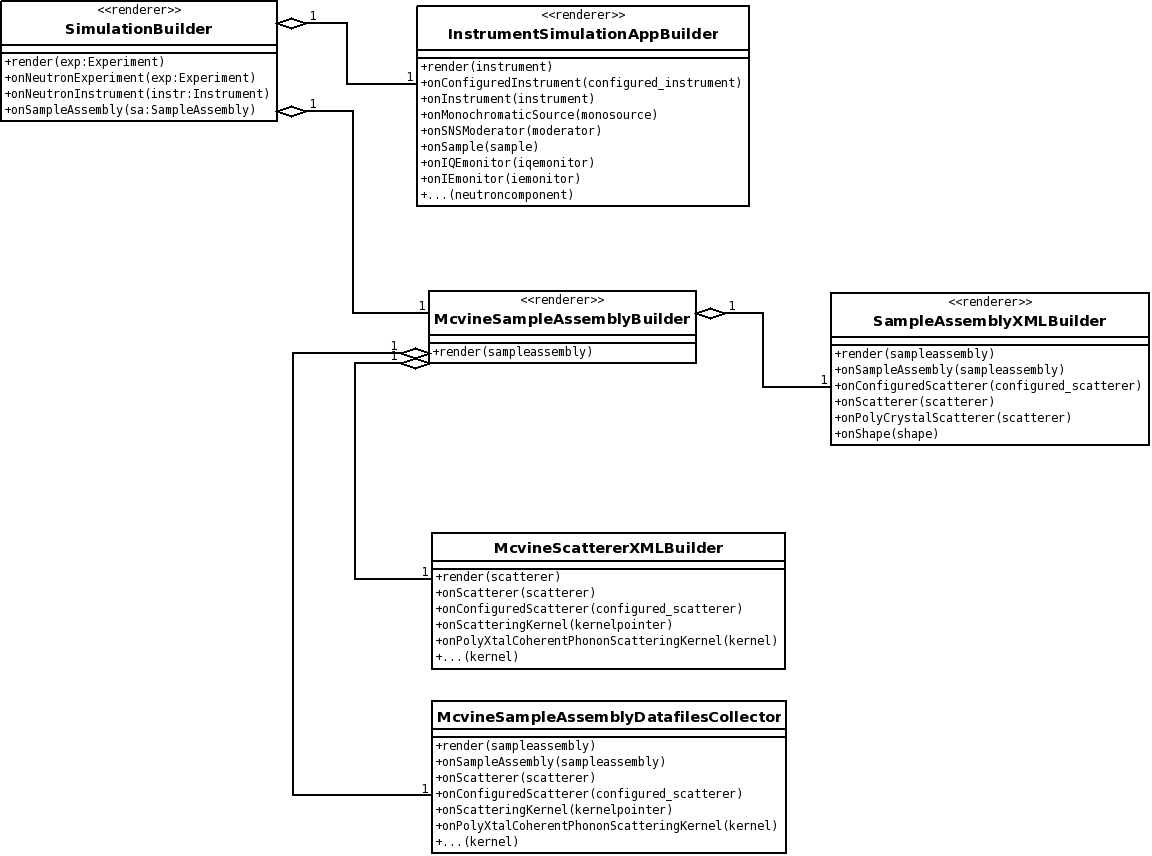 <<renderer>>
SimulationBuilder
+render(exp:Experiment)
+onNeutronExperiment(exp:Experiment)
+onNeutronInstrument(instr:Instrument)
+onSampleAssembly(sa:SampleAssembly)
1
1
1
<<renderer>>
InstrumentSimulationAppBuilder
+render(instrument)
+onConfiguredInstrument(configured_instrument)
+onInstrument(instrument)
+onMonochromaticSource(monosource)
+onSNSModerator(moderator)
+onSample(sample)
+onIQEmonitor(iqemonitor)
+onIEmonitor(iemonitor)
+...(neutroncomponent)
1
<<renderer>>
McvineSampleAssemblyBuilder
+render(sampleassembly)
1
1
1
1
<<renderer>>
SampleAssemblyXMLBuilder
+render(sampleassembly)
+onSampleAssembly(sampleassembly)
+onConfiguredScatterer(configured_scatterer)
+onScatterer(scatterer)
+onPolyCrystalScatterer(scatterer)
+onShape(shape)
1
McvineScattererXMLBuilder
+render(scatterer)
+onScatterer(scatterer)
+onConfiguredScatterer(configured_scatterer)
+onScatteringKernel(kernelpointer)
+onPolyXtalCoherentPhononScatteringKernel(kernel)
+...(kernel)
1
McvineSampleAssemblyDatafilesCollector
+render(sampleassembly)
+onSampleAssembly(sampleassembly)
+onScatterer(scatterer)
+onConfiguredScatterer(configured_scatterer)
+onScatteringKernel(kernelpointer)
+onPolyXtalCoherentPhononScatteringKernel(kernel)
+...(kernel)